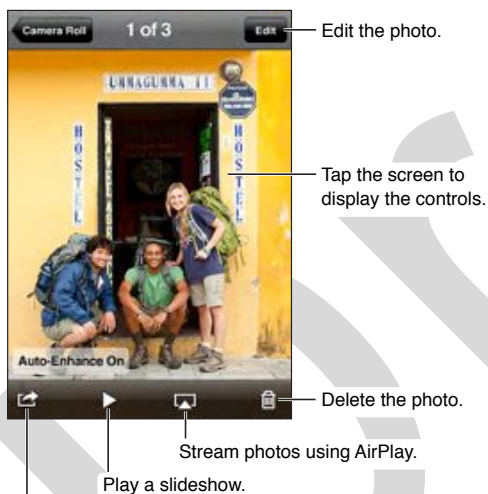 Camera Roll
1 of 3
Edit
Edit the photo.
UMMAGUMMA II
HOSTEL
HOSTEL
Tap the screen to
display the controls.
Auto-Enhance On
Delete the photo.
Stream photos using AirPlay.
Play a slideshow.